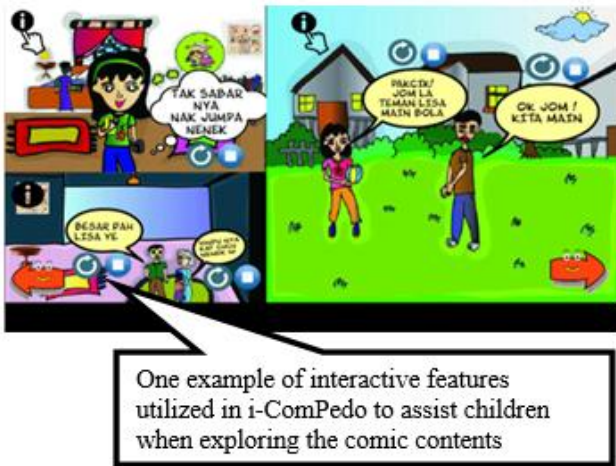 TAK SABAR
NYA
NAK JUMPA
NENEK
PAKCIK!
JOM LA
TEMAN LISA
MAIN BOLA
OK JOM !
KITA MAIN
BESAR DAH
LISA YE
One example of interactive features
utilized in i-ComPedo to assist children
when exploring the comic contents